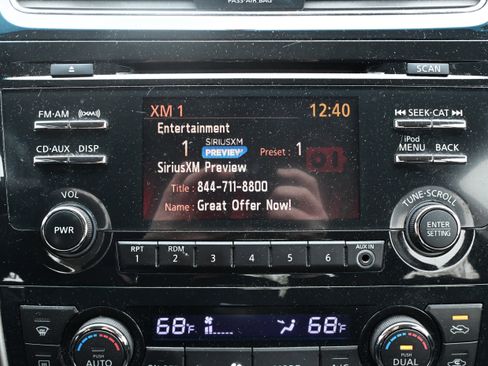 PASS AIR BAG
SCAN
FM·AM
XM
CD·AUX DISP
XM 1 12:40
Entertainment
1 SIRIUSXM PREVIEW Preset: 1
SiriusXM Preview
Title: 844-711-8800
Name: Great Offer Now!
SEEK·CAT
iPod
MENU BACK
VOL
PWR
TUNE·SCROLL
ENTER
SETTING
RPT
1
RDM
2
3
4
5
6
AUX IN
68°F
68°F
PUSH
AUTO
PUSH
DUAL